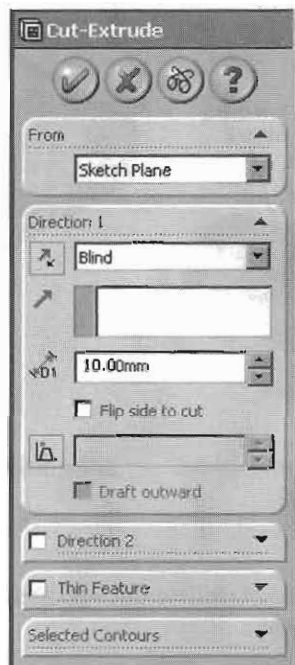 Cut-Extrude
?
From
Sketch Plane
Direction 1
Blind
D1
10.00mm
Flip side to cut
Draft outward
Direction 2
Thin Feature
Selected Contours